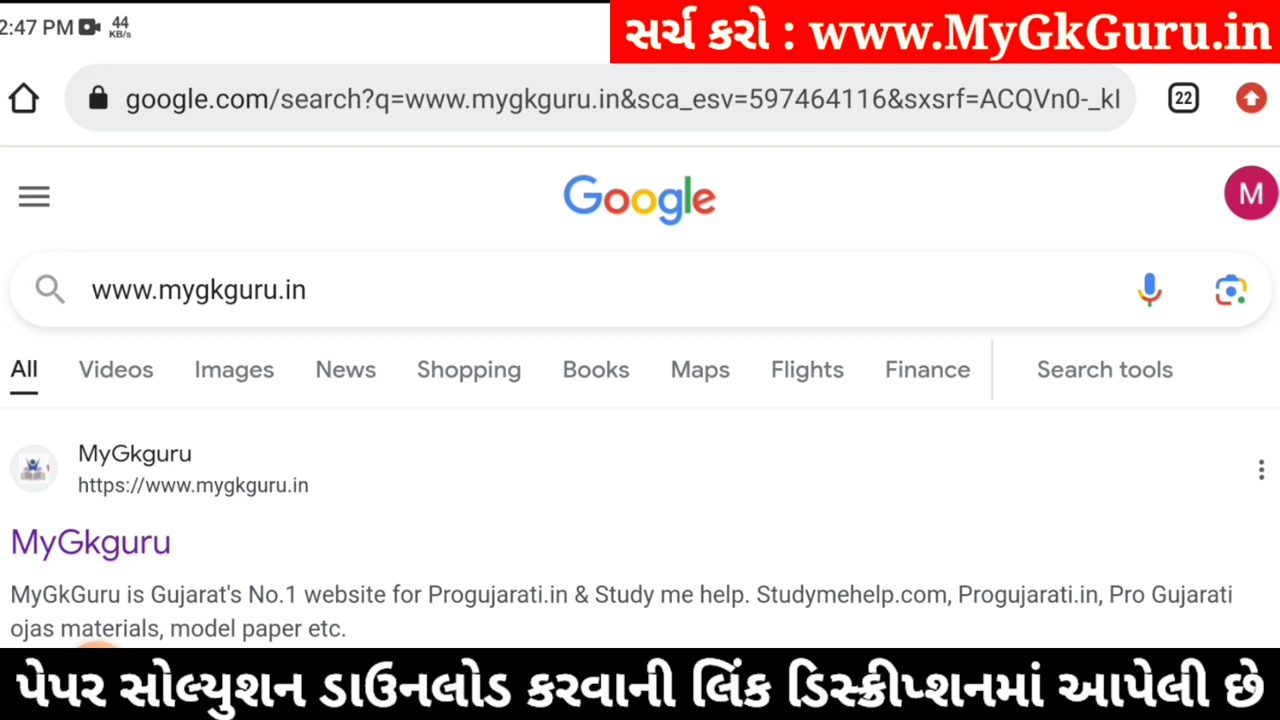 2:47 PM 44 KB/s
સર્ચ કરો : www.MyGkGuru.in
google.com/search?q=www.mygkguru.in&sca_esv=597464116&sxsrf=ACQVn0-_kl
22
Google
M
www.mygkguru.in
All Videos Images News Shopping Books Maps Flights Finance Search tools
MyGkguru
https://www.mygkguru.in
MyGkguru
MyGkGuru is Gujarat's No.1 website for Progujarati.in & Study me help. Studymehelp.com, Progujarati.in, Pro Gujarati
ojas materials, model paper etc.
પેપર સોલ્યુશન ડાઉનલોડ કરવાની લિંક ડિસ્ક્રીપ્શનમાં આપેલી છે